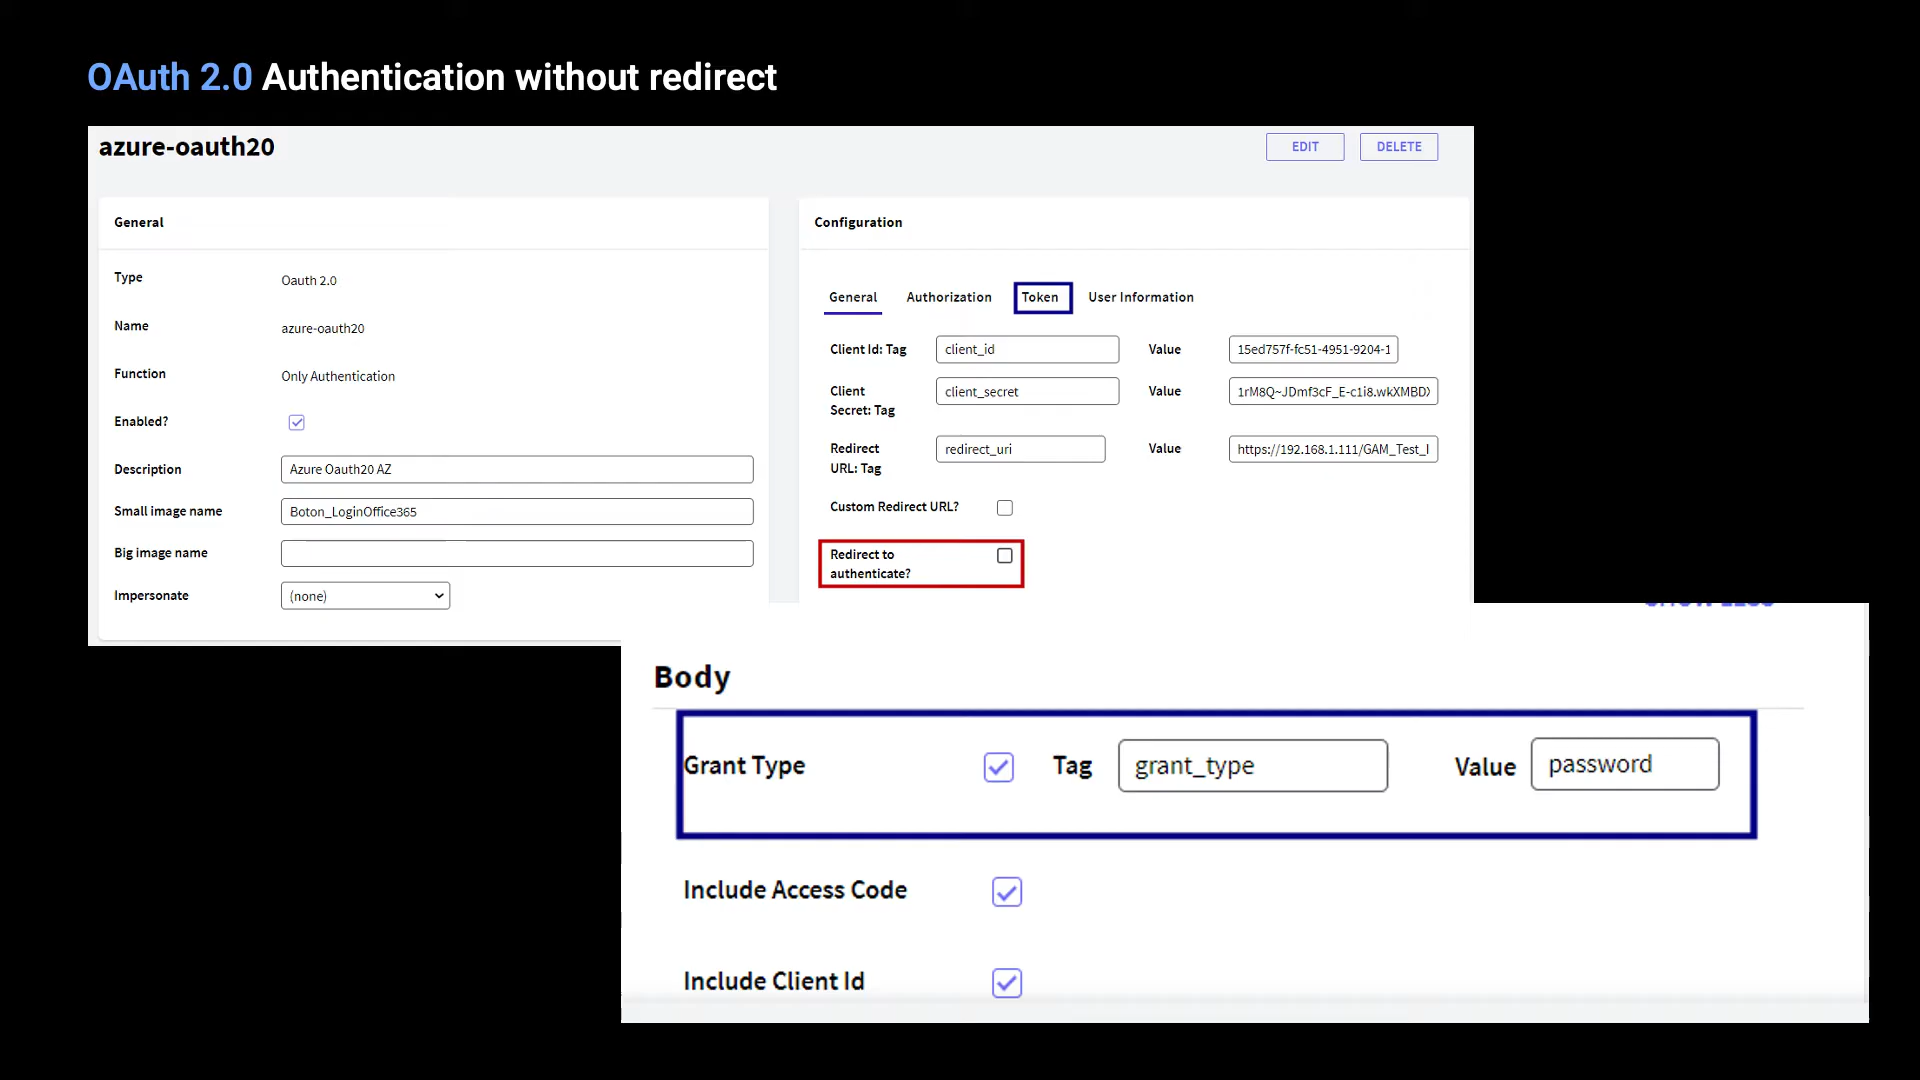 OAuth 2.0 Authentication without redirect
azure-oauth20
EDIT
DELETE
General
Type
Oauth 2.0
Name
azure-oauth20
Function
Only Authentication
Enabled?
Description
Azure Oauth20 AZ
Small image name
Boton_LoginOffice365
Big image name
Impersonate
(none)
Configuration
General
Authorization
Token
User Information
Client Id: Tag
client_id
Value
15ed757f-fc51-4951-9204-1
Client
Secret: Tag
client_secret
Value
1rM8Q~JDmf3cF_E-c1i8.wkXMBD
Redirect
URL: Tag
redirect_uri
Value
https://192.168.1.111/GAM_Test_
Custom Redirect URL?
Redirect to
authenticate?
Body
Grant Type
Tag
grant_type
Value
password
Include Access Code
Include Client Id